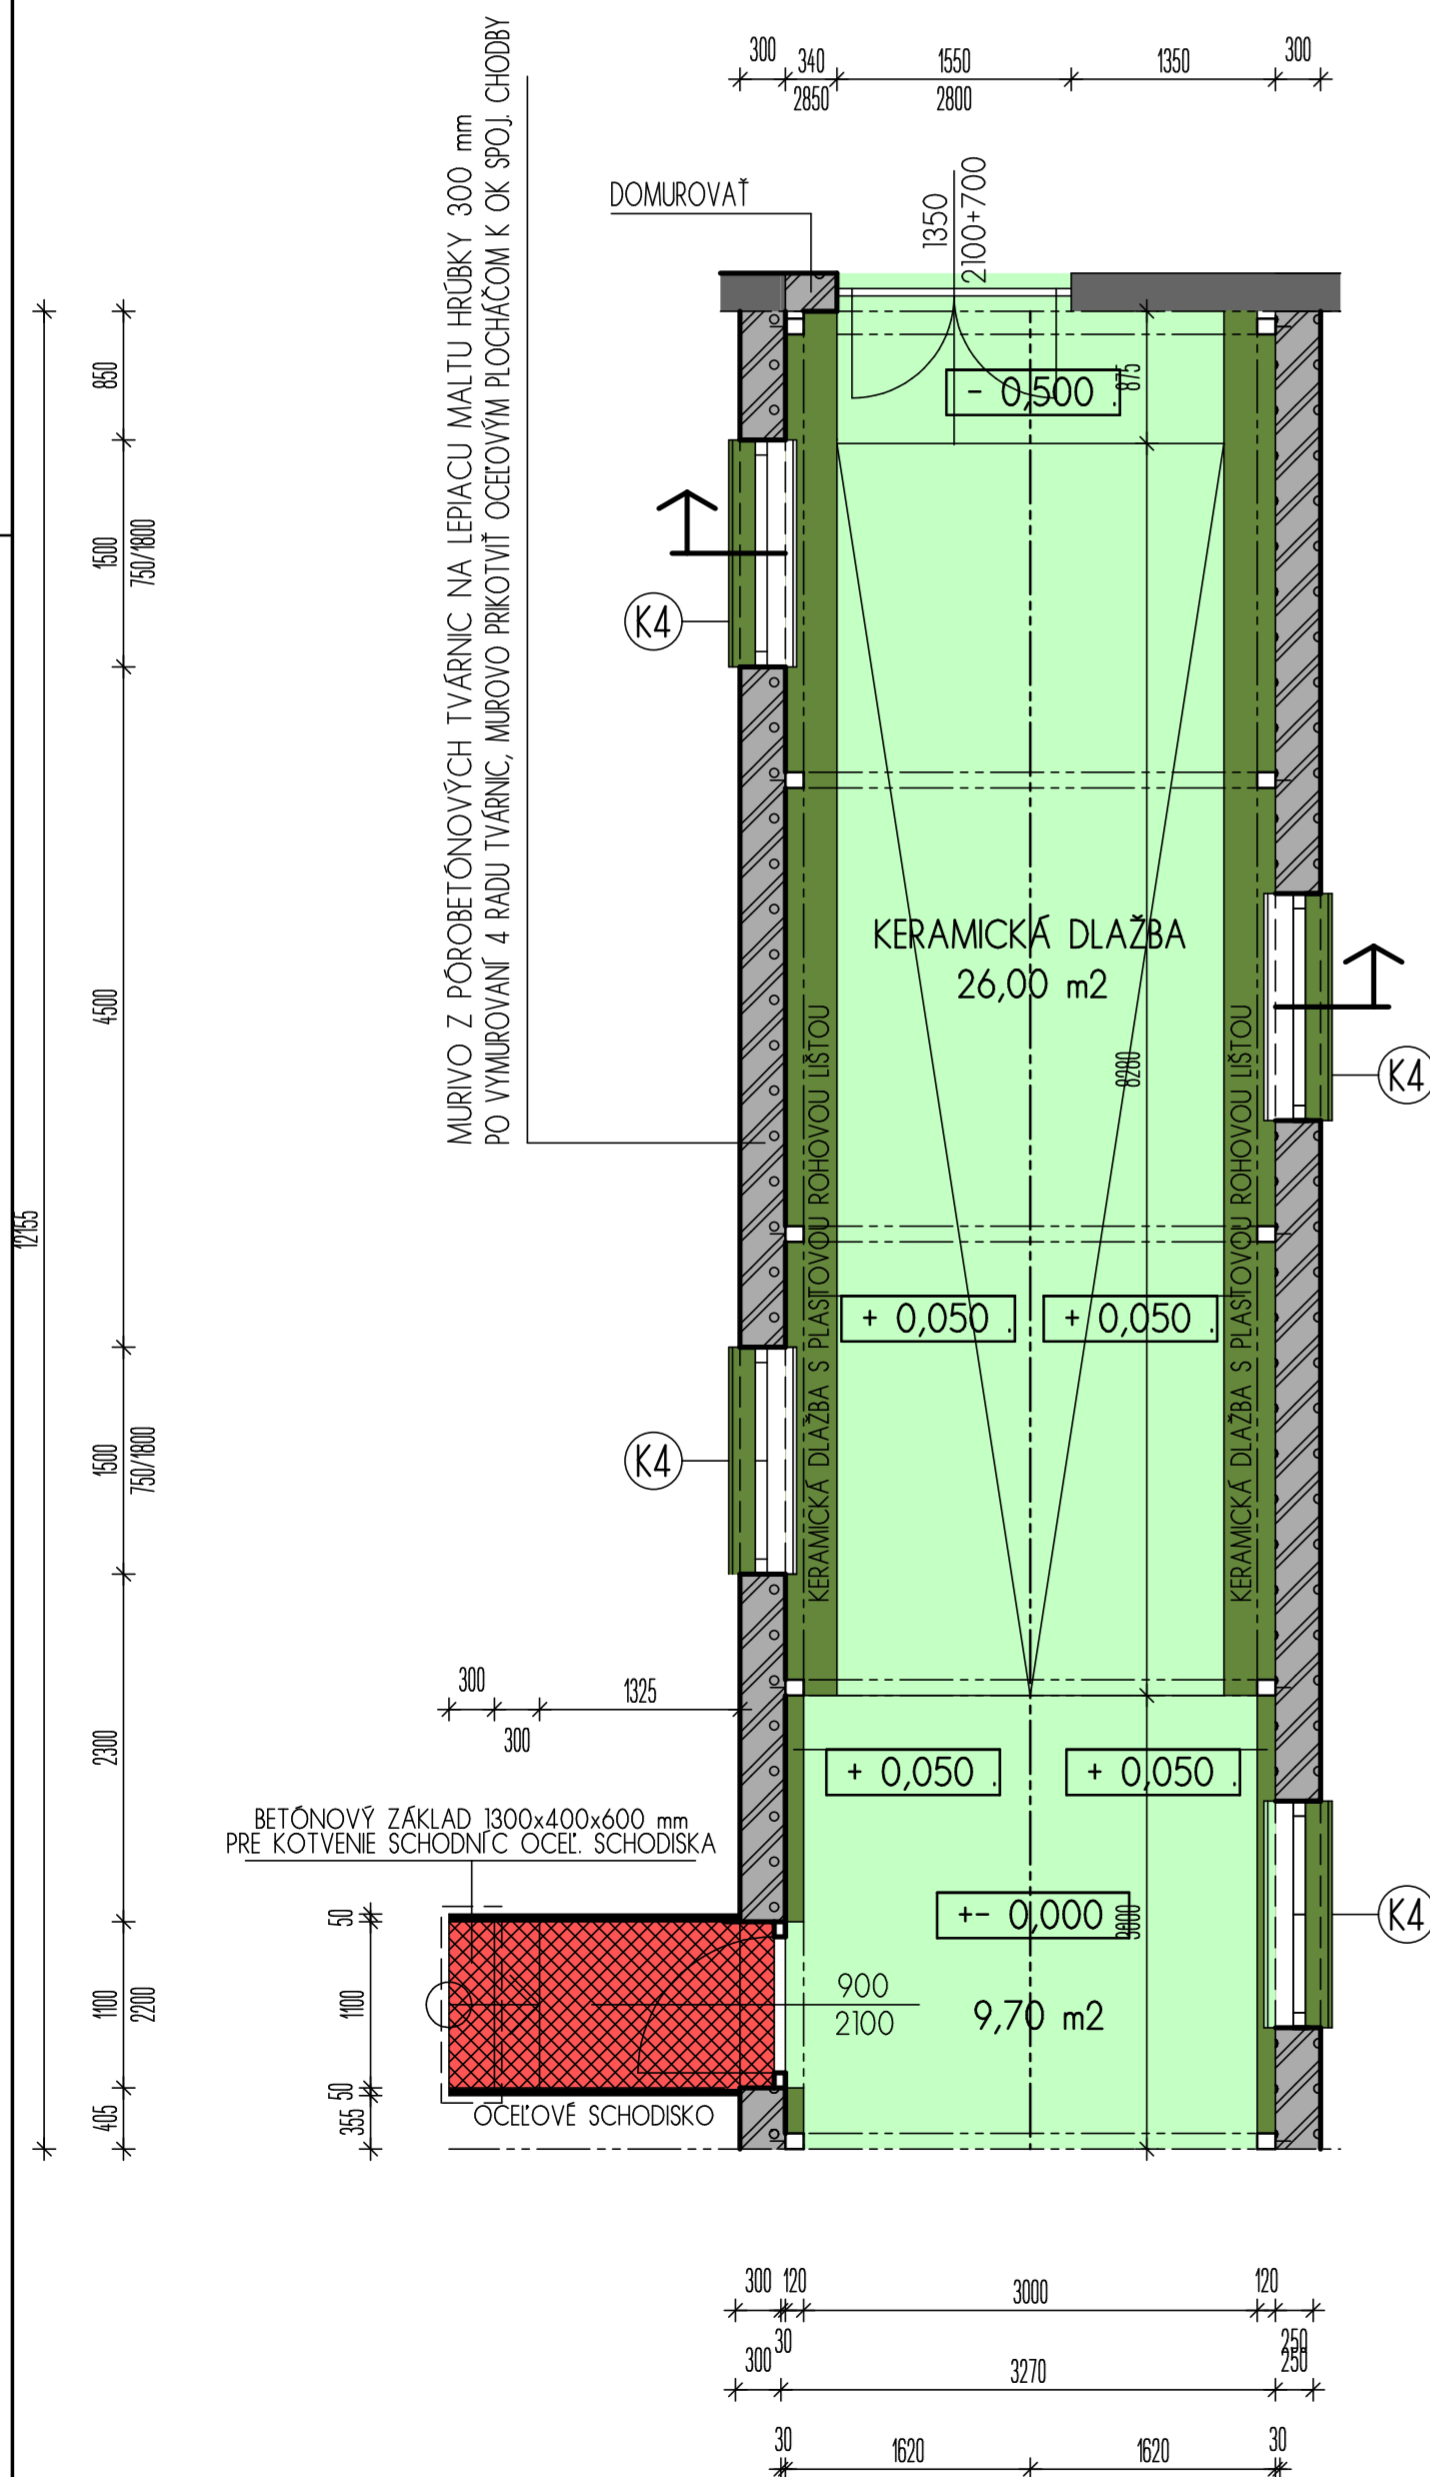 300 340 1550 1350 300
2850 2800
MURIVO Z PÓROBETÓNOVÝCH TVÁRNIC NA LEPIACU MALTU HRÚBKY 300 mm
PO VYMUROVANÍ 4 RADU TVÁRNIC, MUROVO PRIKOTVIŤ OCEĽOVÝM PLOCHÁČOM K OK SPOJ. CHODBY
DOMUROVAŤ
1350
2100+700
- 0,500 .
875
850
1500
750/1800
K4
4500
12155
KERAMICKÁ DLAŽBA
26,00 m2
8280
K4
KERAMICKÁ DLAŽBA S PLASTOVOU ROHOVOU LIŠTOU
KERAMICKÁ DLAŽBA S PLASTOVOU ROHOVOU LIŠTOU
+ 0,050 .
+ 0,050 .
1500
750/1800
K4
300
300
1325
2300
+ 0,050 .
+ 0,050 .
BETÓNOVÝ ZÁKLAD 1300x400x600 mm
PRE KOTVENIE SCHODNÍC OCEĽ. SCHODISKA
+- 0,000
3000
K4
50
1100
2200
1100
50
405
355
900
2100
9,70 m2
OCEĽOVÉ SCHODISKO
300 120 3000 120
30 250
300 3270 250
30 1620 1620 30